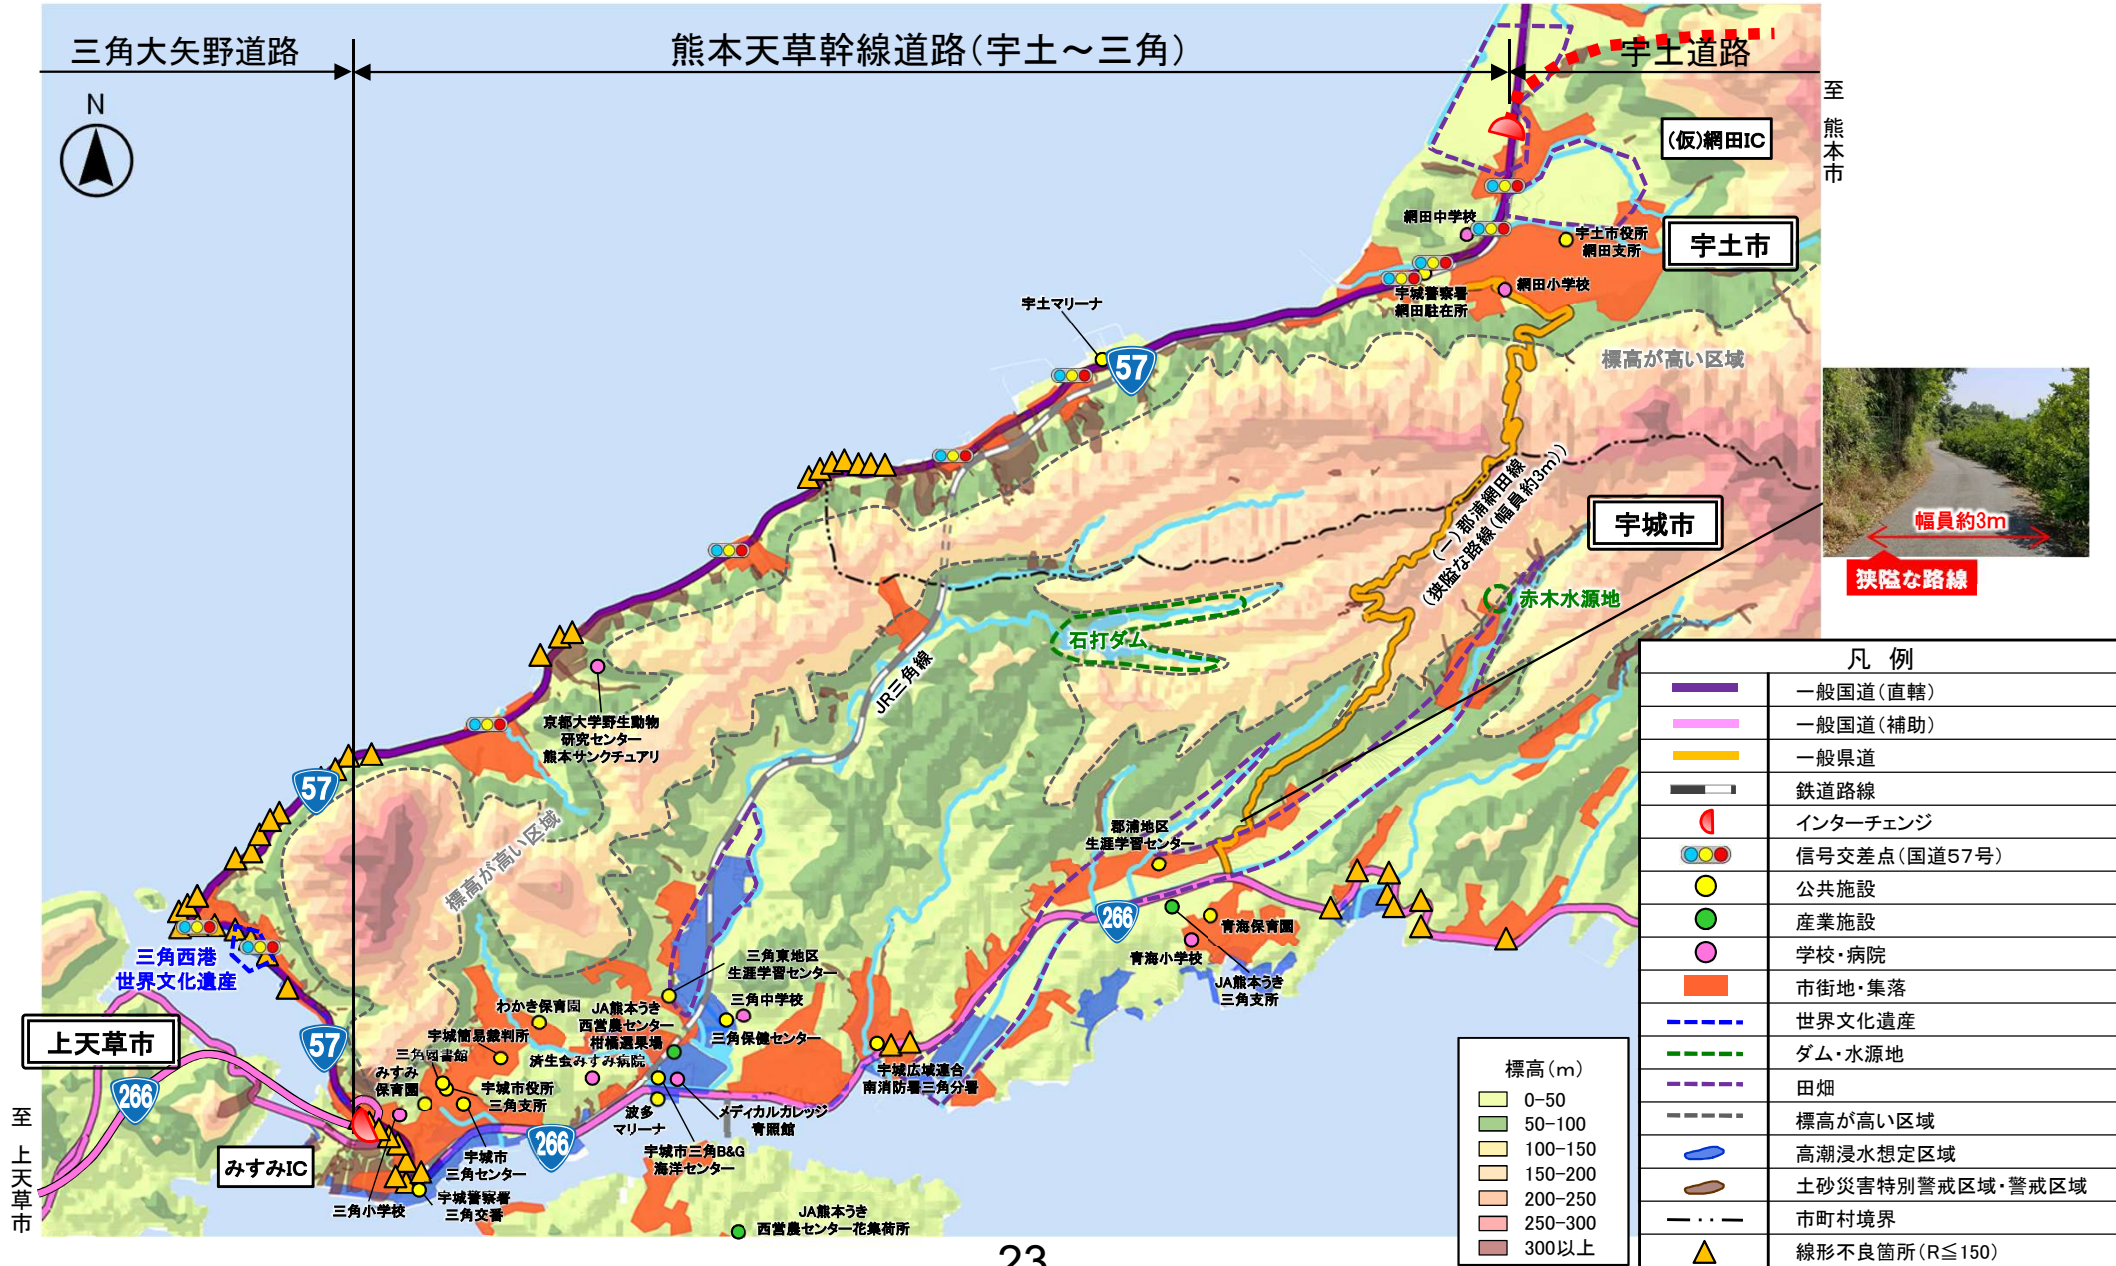 三角大矢野道路
熊本天草幹線道路(宇土～三角)
宇土道路
N
至 熊本市
(仮)網田IC
網田中学校
宇土市役所
網田支所
宇土市
宇城警察署
網田駐在所
網田小学校
宇土マリーナ
57
標高が高い区域
(一)郡浦網田線
(狭隘な路線(幅員約3m))
宇城市
幅員約3m
狭隘な路線
赤木水源地
石打ダム
JR三角線
京都大学野生動物
研究センター
熊本サンクチュアリ
57
標高が高い区域
郡浦地区
生涯学習センター
266
青海保育園
青海小学校
JA熊本うき
三角支所
三角西港
世界文化遺産
三角東地区
生涯学習センター
わかき保育園
JA熊本うき
西営農センター
柑橘選果場
三角中学校
三角保健センター
宇城簡易裁判所
三角図書館
済生会みすみ病院
みすみ
保育園
宇城市役所
三角支所
57
上天草市
266
至 上天草市
みすみIC
三角小学校
宇城市
三角センター
宇城警察署
三角交番
266
波多
マリーナ
宇城市三角B&G
海洋センター
メディカルカレッジ
青照館
宇城広域連合
南消防署三角分署
JA熊本うき
西営農センター花集荷所
標高(m)
0-50
50-100
100-150
150-200
200-250
250-300
300以上
凡 例
一般国道(直轄)
一般国道(補助)
一般県道
鉄道路線
インターチェンジ
信号交差点(国道57号)
公共施設
産業施設
学校・病院
市街地・集落
世界文化遺産
ダム・水源地
田畑
標高が高い区域
高潮浸水想定区域
土砂災害特別警戒区域・警戒区域
市町村境界
線形不良箇所(R≦150)
23